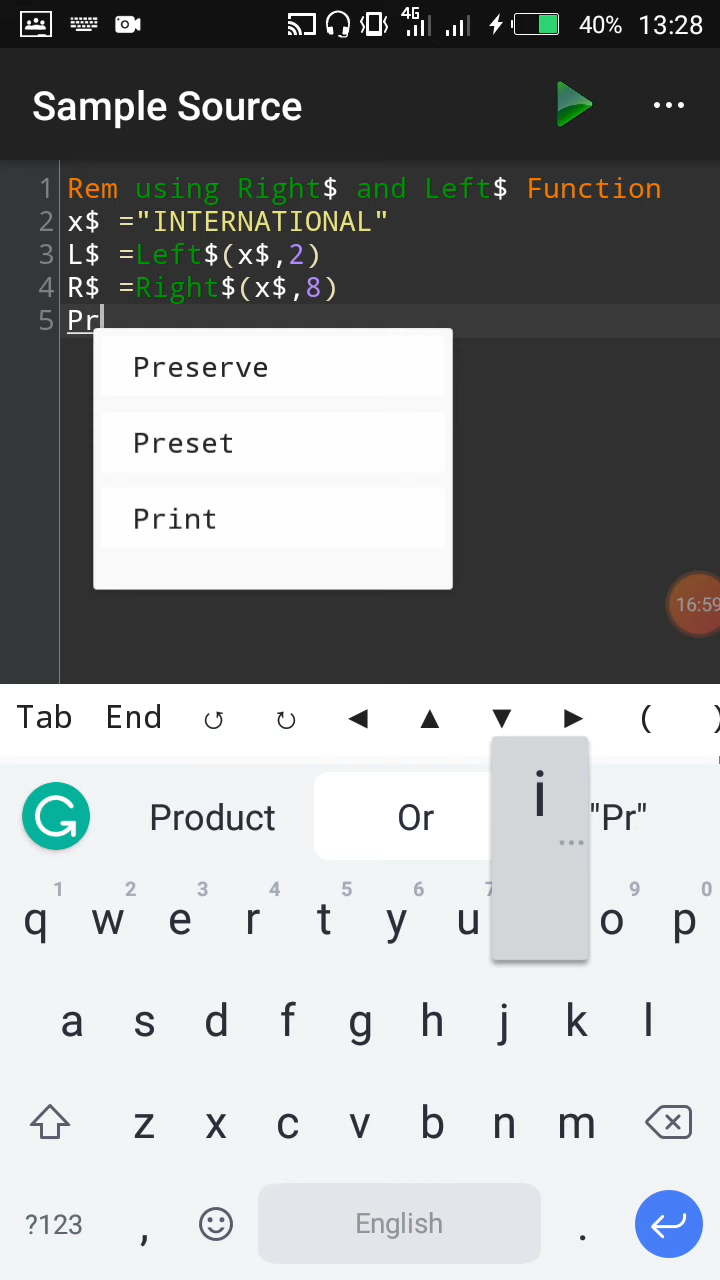 4G 40% 13:28
Sample Source
1 Rem using Right$ and Left$ Function
2 x$ ="INTERNATIONAL"
3 L$ =Left$(x$,2)
4 R$ =Right$(x$,8)
5 Pr
Preserve
Preset
Print
16:59
Tab End ↺ ↻ ◀ ▲ ▼ ▶ ( )
Product Or "Pr"
i
...
1 2 3 4 5 6 7 9 0
q w e r t y u o p
a s d f g h j k l
z x c v b n m
?123 , English .